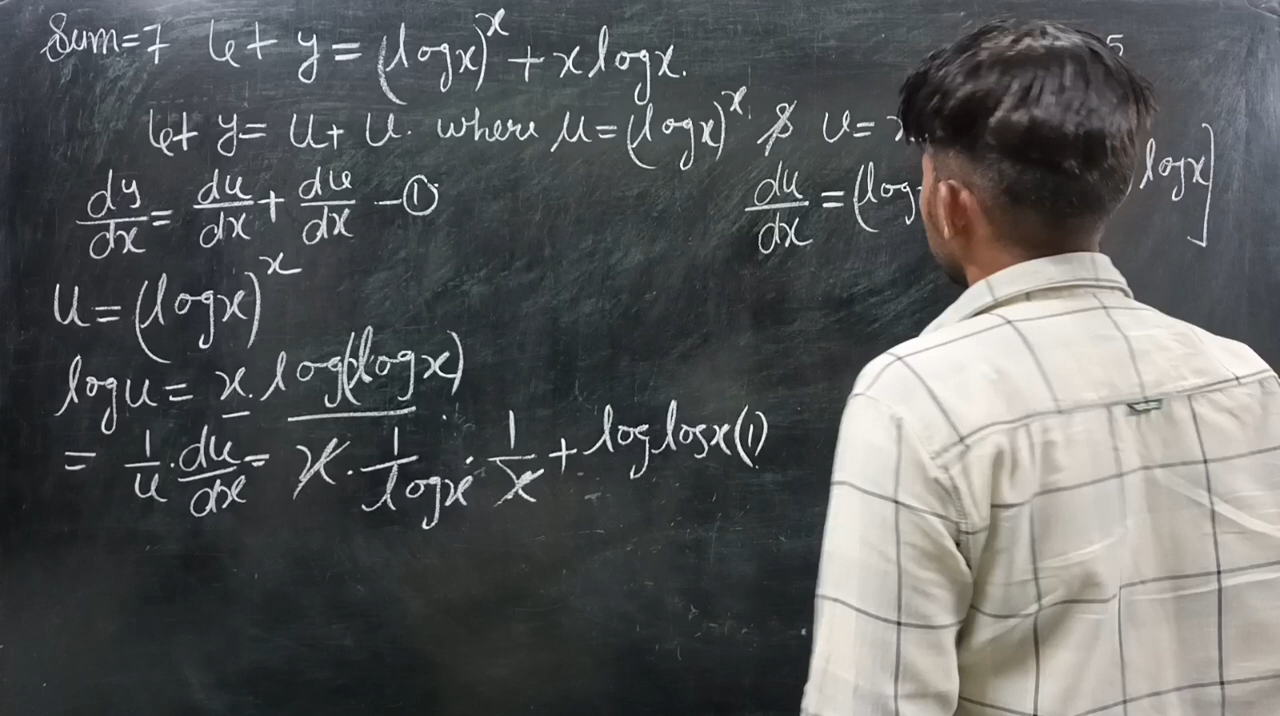 Sum=7 let y = (logx)^x + x logx.
5
let y = u + v. where u = (logx)^x & v =
dy/dx = du/dx + dv/dx - ①
du/dx = (log logx]
u = (logx)^x
log u = x. log(logx)
= 1/u . du/dx = x . 1/logx . 1/x + log logx(1)